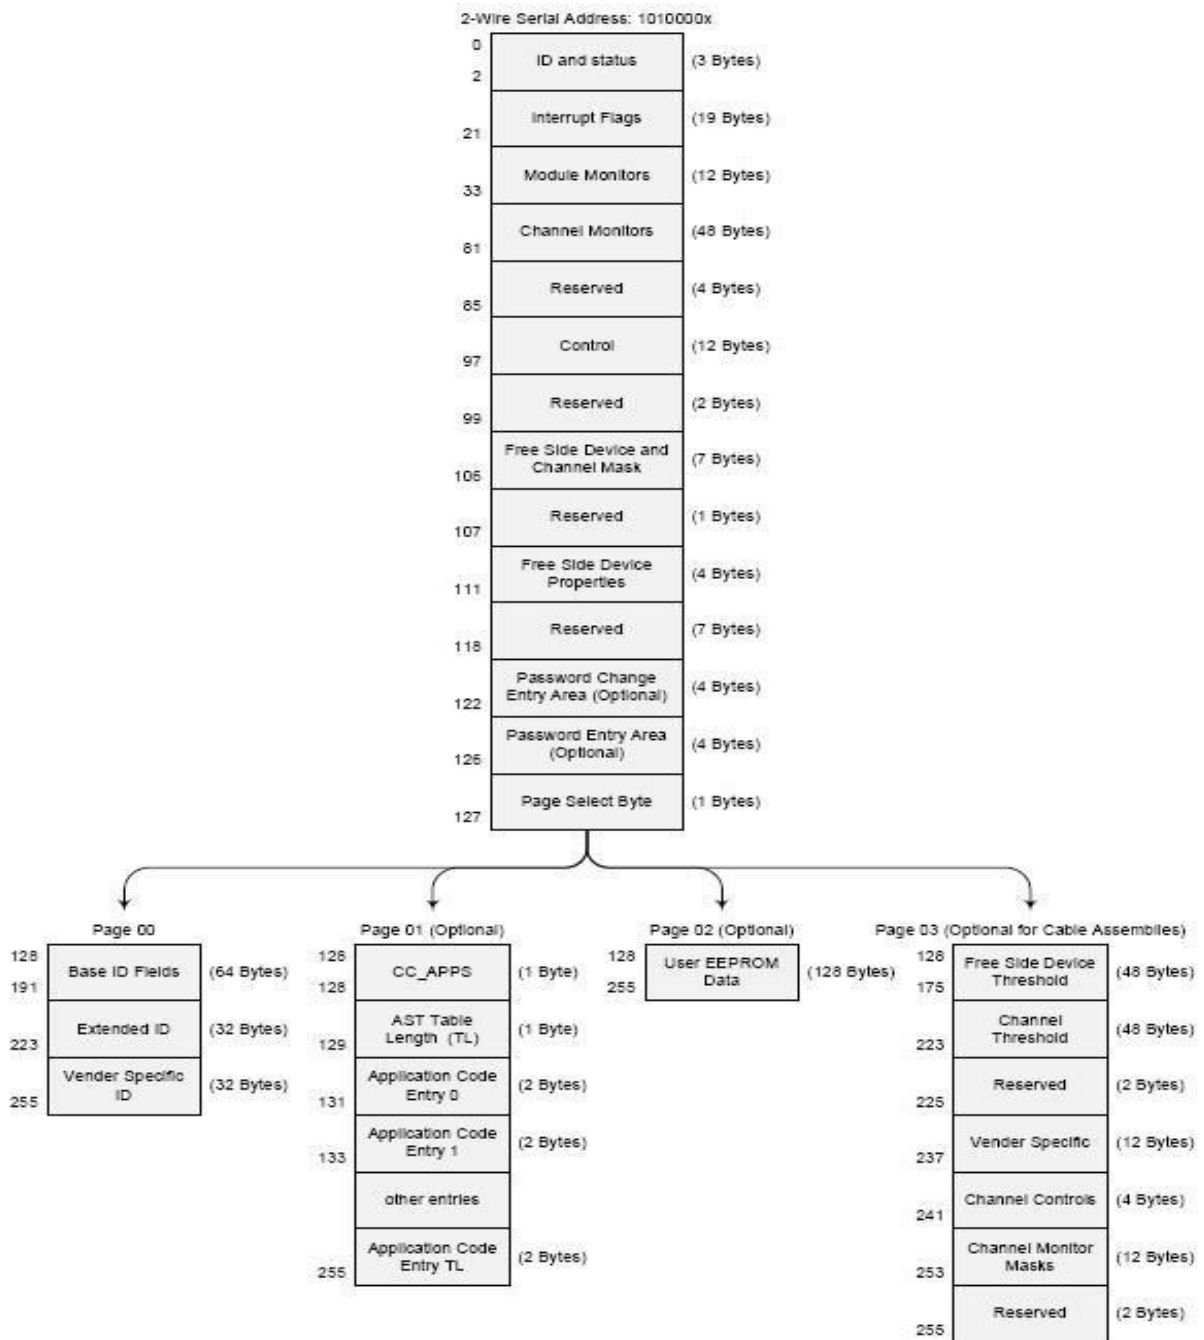 2-Wire Serial Address: 1010000x
0
ID and status (3 Bytes)
2
Interrupt Flags (19 Bytes)
21
Module Monitors (12 Bytes)
33
Channel Monitors (48 Bytes)
81
Reserved (4 Bytes)
85
Control (12 Bytes)
97
Reserved (2 Bytes)
99
Free Side Device and
Channel Mask (7 Bytes)
106
Reserved (1 Bytes)
107
Free Side Device
Properties (4 Bytes)
111
Reserved (7 Bytes)
118
Password Change
Entry Area (Optional) (4 Bytes)
122
Password Entry Area
(Optional) (4 Bytes)
126
Page Select Byte (1 Bytes)
127
Page 00
128
Base ID Fields (64 Bytes)
191
Extended ID (32 Bytes)
223
Vender Specific
ID (32 Bytes)
255
Page 01 (Optional)
128
CC_APPS (1 Byte)
128
AST Table
Length (TL) (1 Byte)
129
Application Code
Entry 0 (2 Bytes)
131
Application Code
Entry 1 (2 Bytes)
133
other entries
Application Code
Entry TL (2 Bytes)
255
Page 02 (Optional)
128
User EEPROM
Data (128 Bytes)
255
Page 03 (Optional for Cable Assemblies)
128
Free Side Device
Threshold (48 Bytes)
175
Channel
Threshold (48 Bytes)
223
Reserved (2 Bytes)
225
Vender Specific (12 Bytes)
237
Channel Controls (4 Bytes)
241
Channel Monitor
Masks (12 Bytes)
253
Reserved (2 Bytes)
255